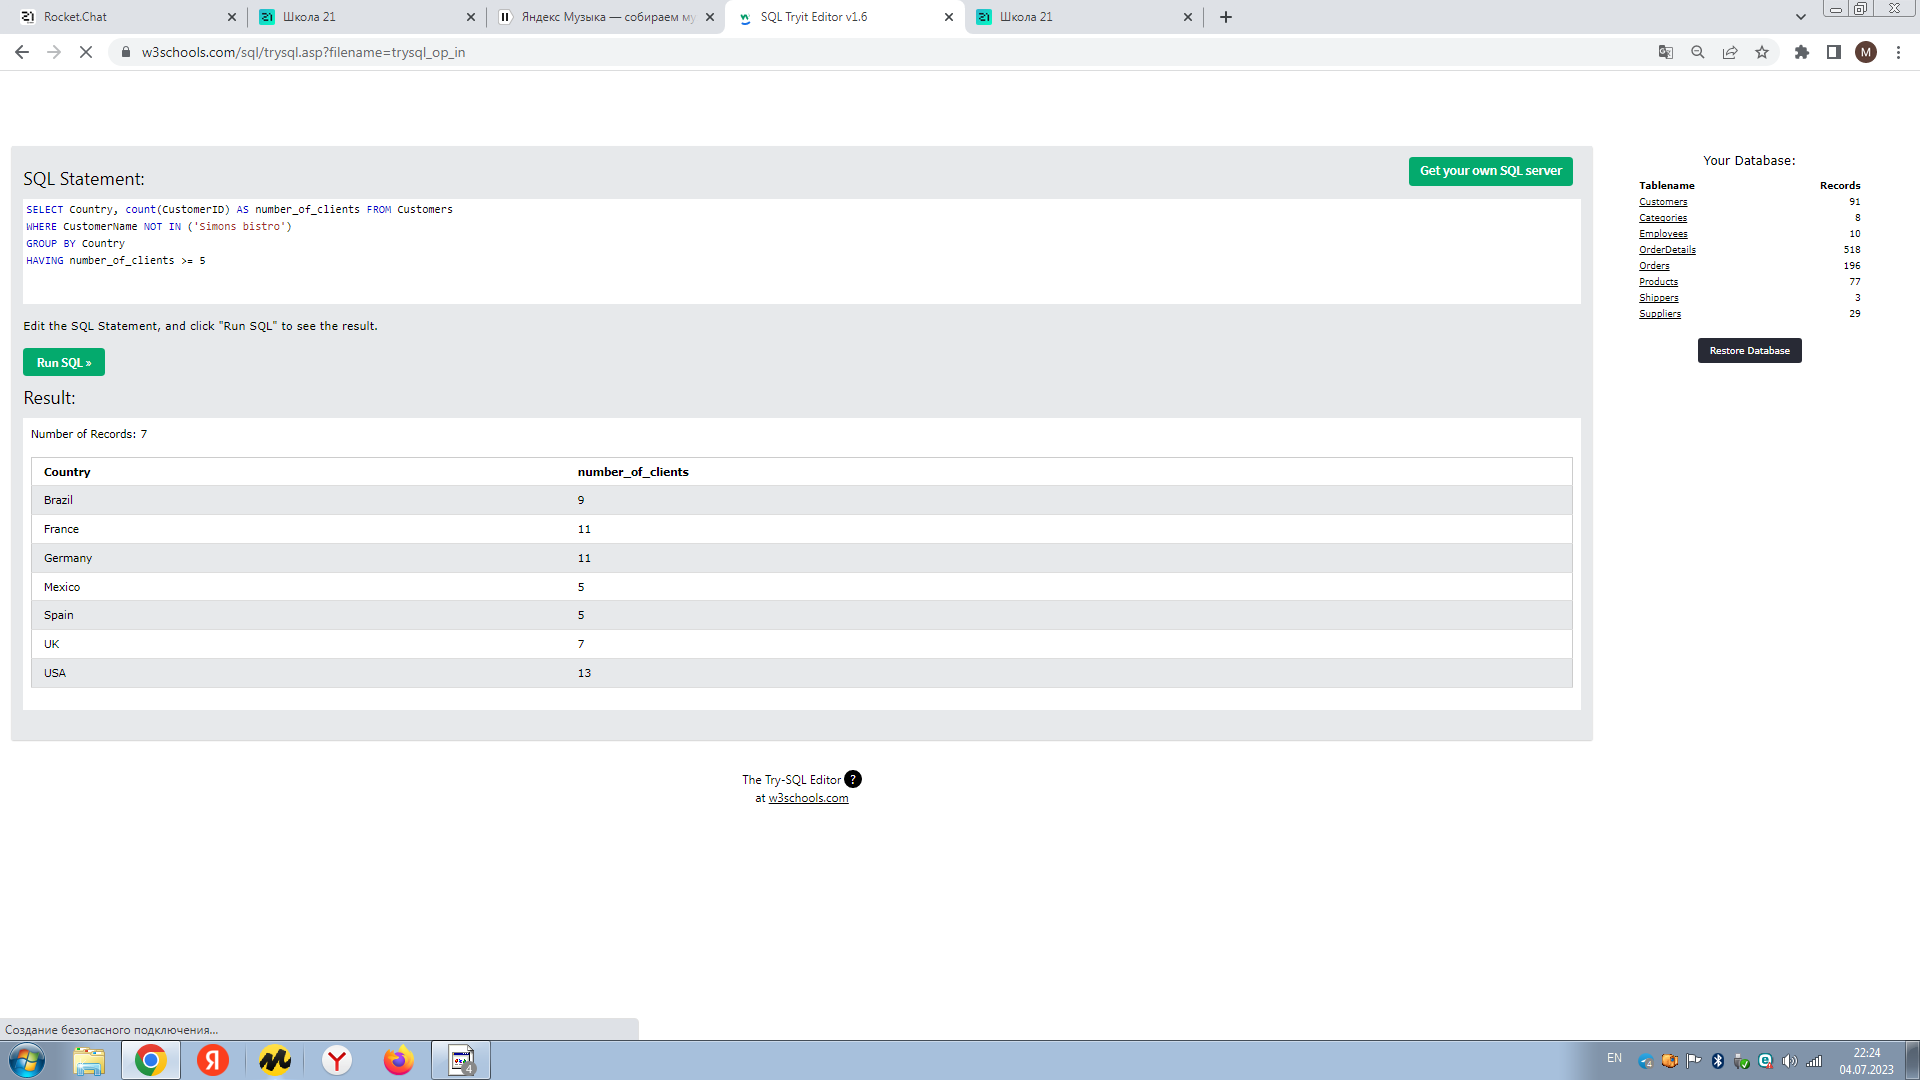 Rocket.Chat
Школа 21
Яндекс Музыка — собираем му
SQL Tryit Editor v1.6
Школа 21
w3schools.com/sql/trysql.asp?filename=trysql_op_in
M
SQL Statement:
Get your own SQL server
SELECT Country, count(CustomerID) AS number_of_clients FROM Customers
WHERE CustomerName NOT IN ('Simons bistro')
GROUP BY Country
HAVING number_of_clients >= 5
Edit the SQL Statement, and click "Run SQL" to see the result.
Run SQL »
Result:
Number of Records: 7
Country number_of_clients
Brazil 9
France 11
Germany 11
Mexico 5
Spain 5
UK 7
USA 13
Your Database:
Tablename Records
Customers 91
Categories 8
Employees 10
OrderDetails 518
Orders 196
Products 77
Shippers 3
Suppliers 29
Restore Database
The Try-SQL Editor ?
at w3schools.com
Создание безопасного подключения...
Я
Y
4
EN
22:24
04.07.2023